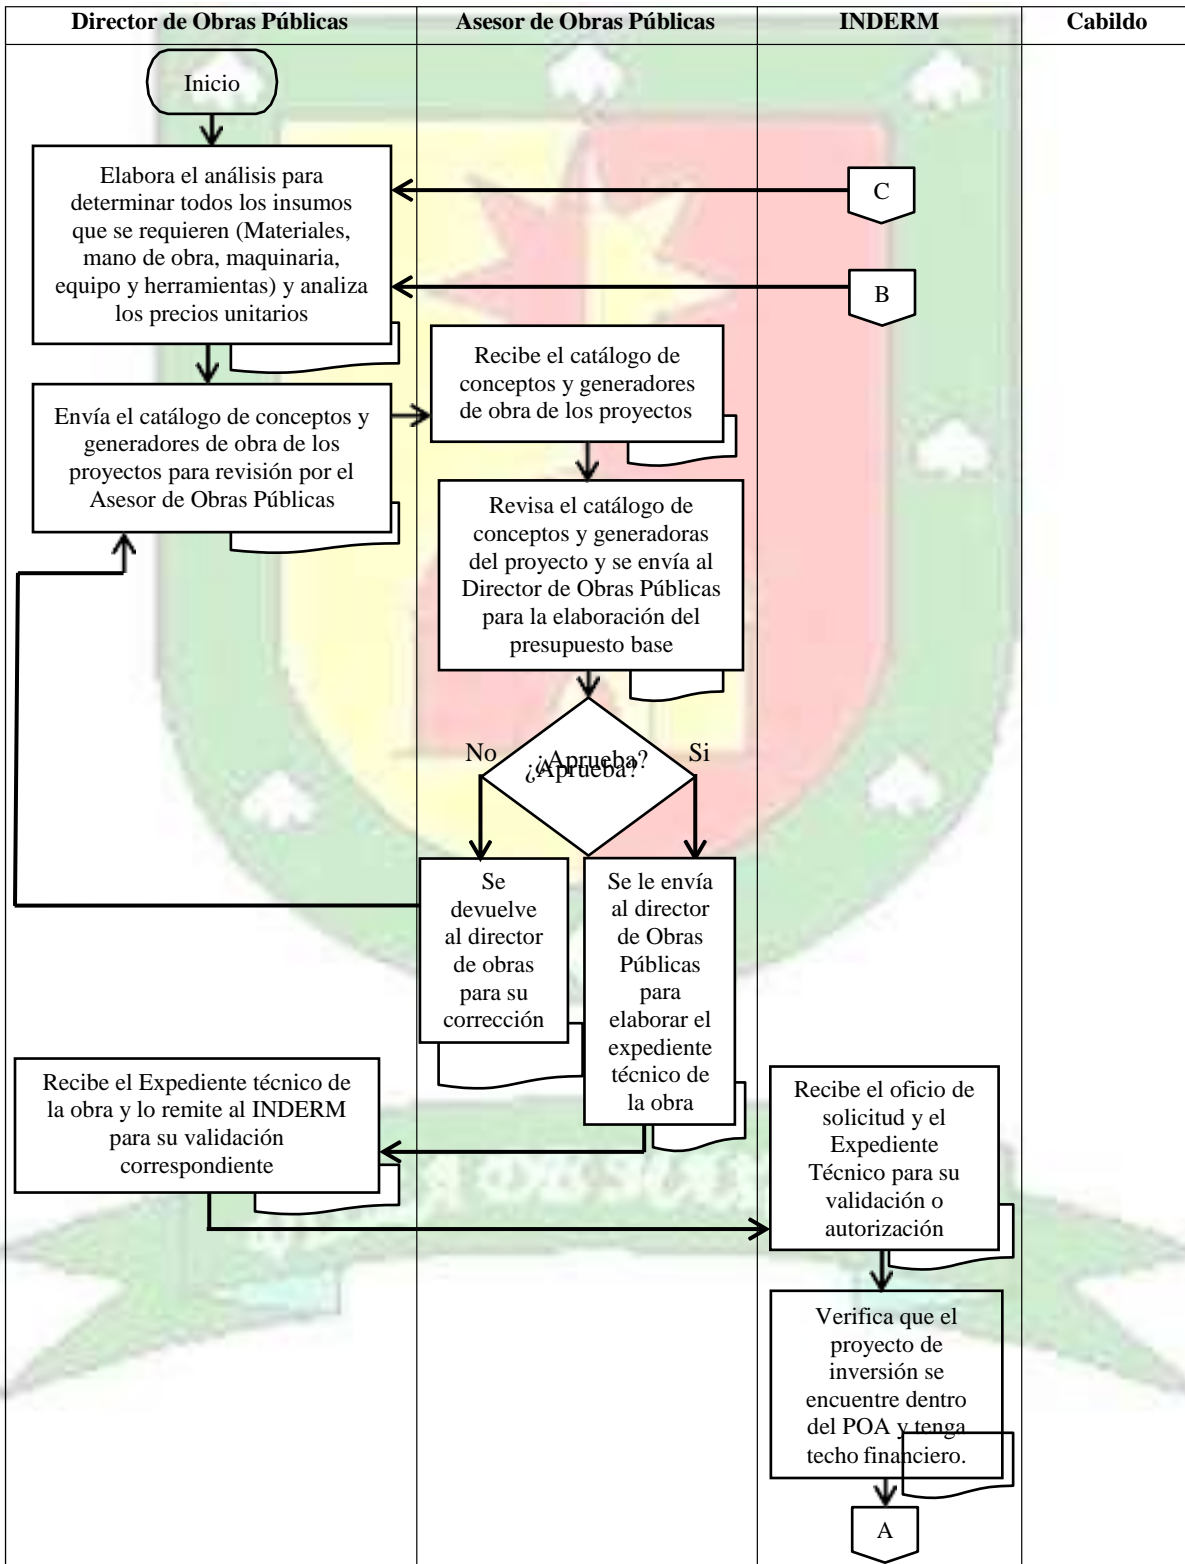 Director de Obras Públicas
Asesor de Obras Públicas
INDERM
Cabildo
Inicio
Elabora el análisis para
determinar todos los insumos
que se requieren (Materiales,
mano de obra, maquinaria,
equipo y herramientas) y analiza
los precios unitarios
C
B
Envía el catálogo de conceptos y
generadores de obra de los
proyectos para revisión por el
Asesor de Obras Públicas
Recibe el catálogo de
conceptos y generadores
de obra de los proyectos
Revisa el catálogo de
conceptos y generadoras
del proyecto y se envía al
Director de Obras Públicas
para la elaboración del
presupuesto base
No
¿Aprueba?
¿Aprueba?
Si
Se
devuelve
al director
de obras
para su
corrección
Se le envía
al director
de Obras
Públicas
para
elaborar el
expediente
técnico de
la obra
Recibe el Expediente técnico de
la obra y lo remite al INDERM
para su validación
correspondiente
Recibe el oficio de
solicitud y el
Expediente
Técnico para su
validación o
autorización
Verifica que el
proyecto de
inversión se
encuentre dentro
del POA y tenga
techo financiero.
A